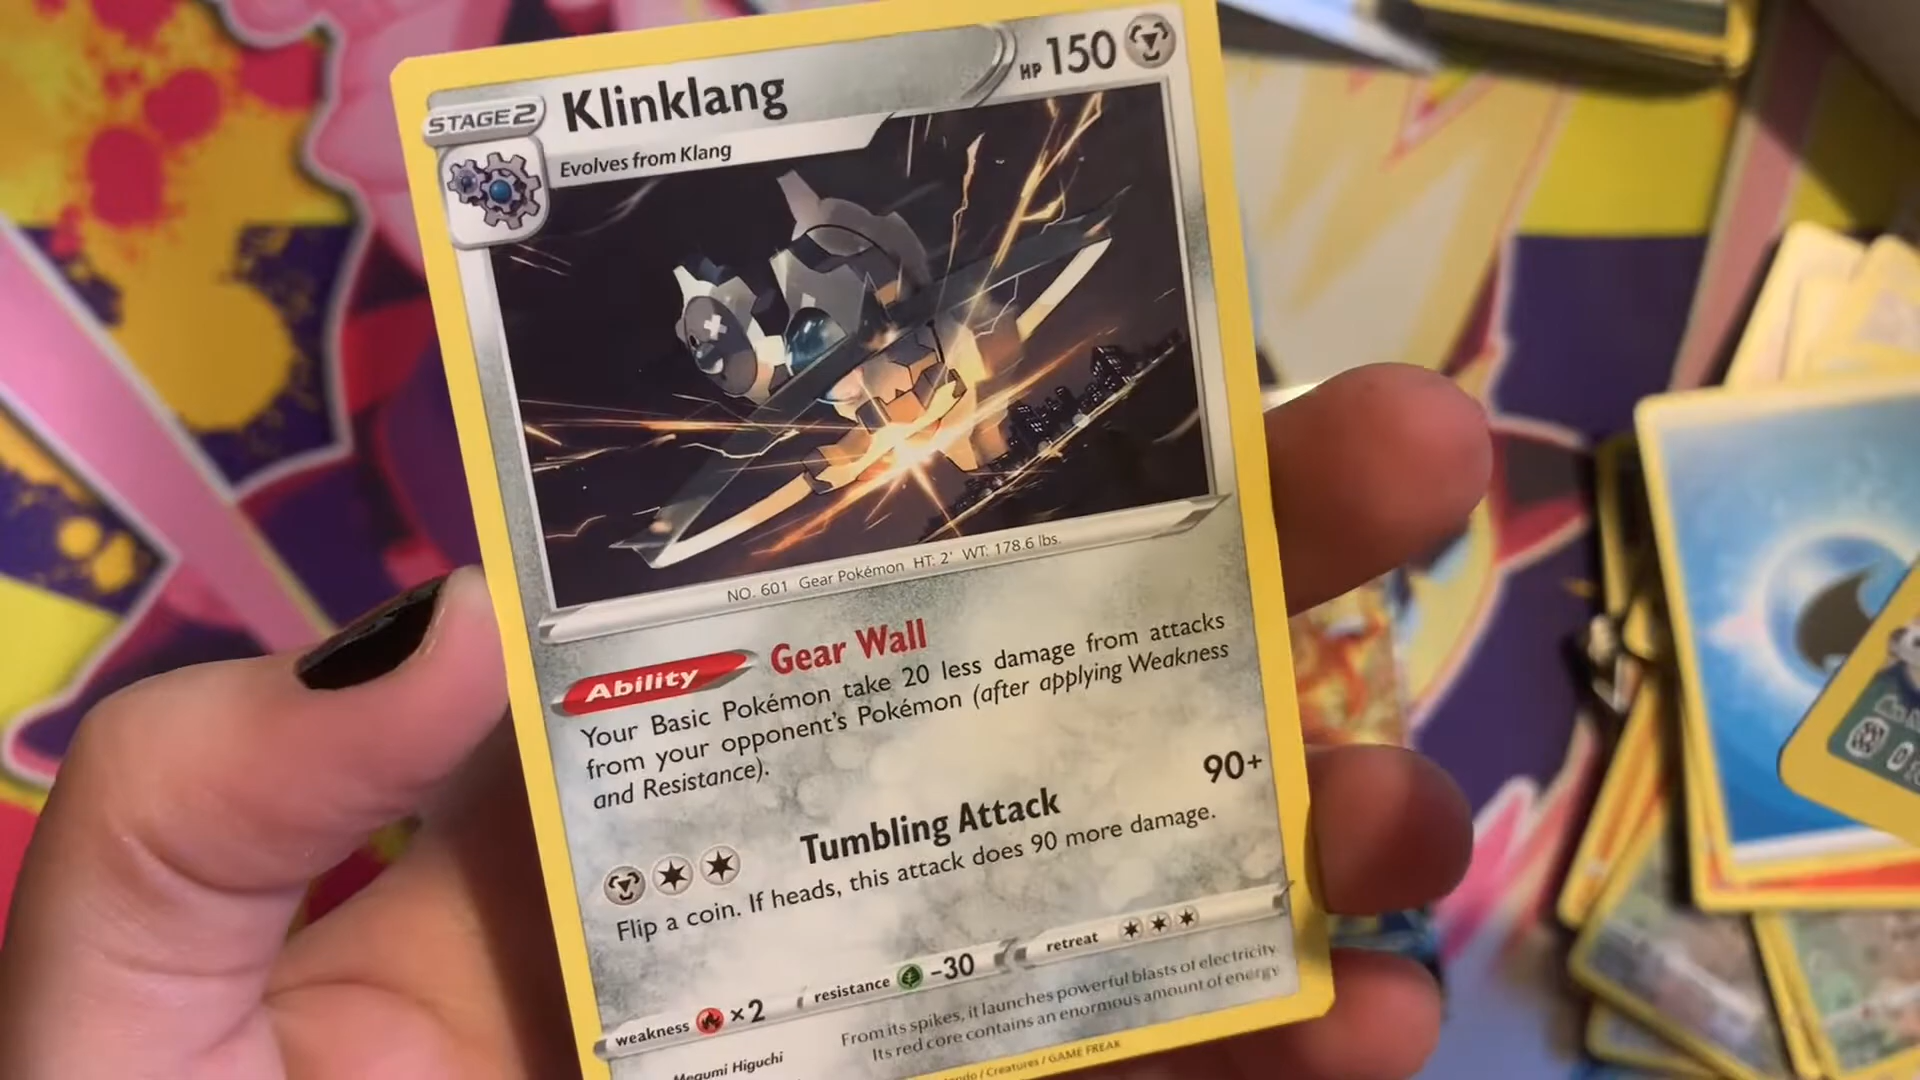 STAGE2
Klinklang
HP 150
Evolves from Klang
NO. 601 Gear Pokémon HT: 2' WT: 178.6 lbs.
Ability Gear Wall
Your Basic Pokémon take 20 less damage from attacks
from your opponent's Pokémon (after applying Weakness
and Resistance).
Tumbling Attack 90+
Flip a coin. If heads, this attack does 90 more damage.
weakness ×2 resistance -30 retreat
From its spikes, it launches powerful blasts of electricity.
Its red core contains an enormous amount of energy.
Megumi Higuchi
/ Creatures / GAME FREAK